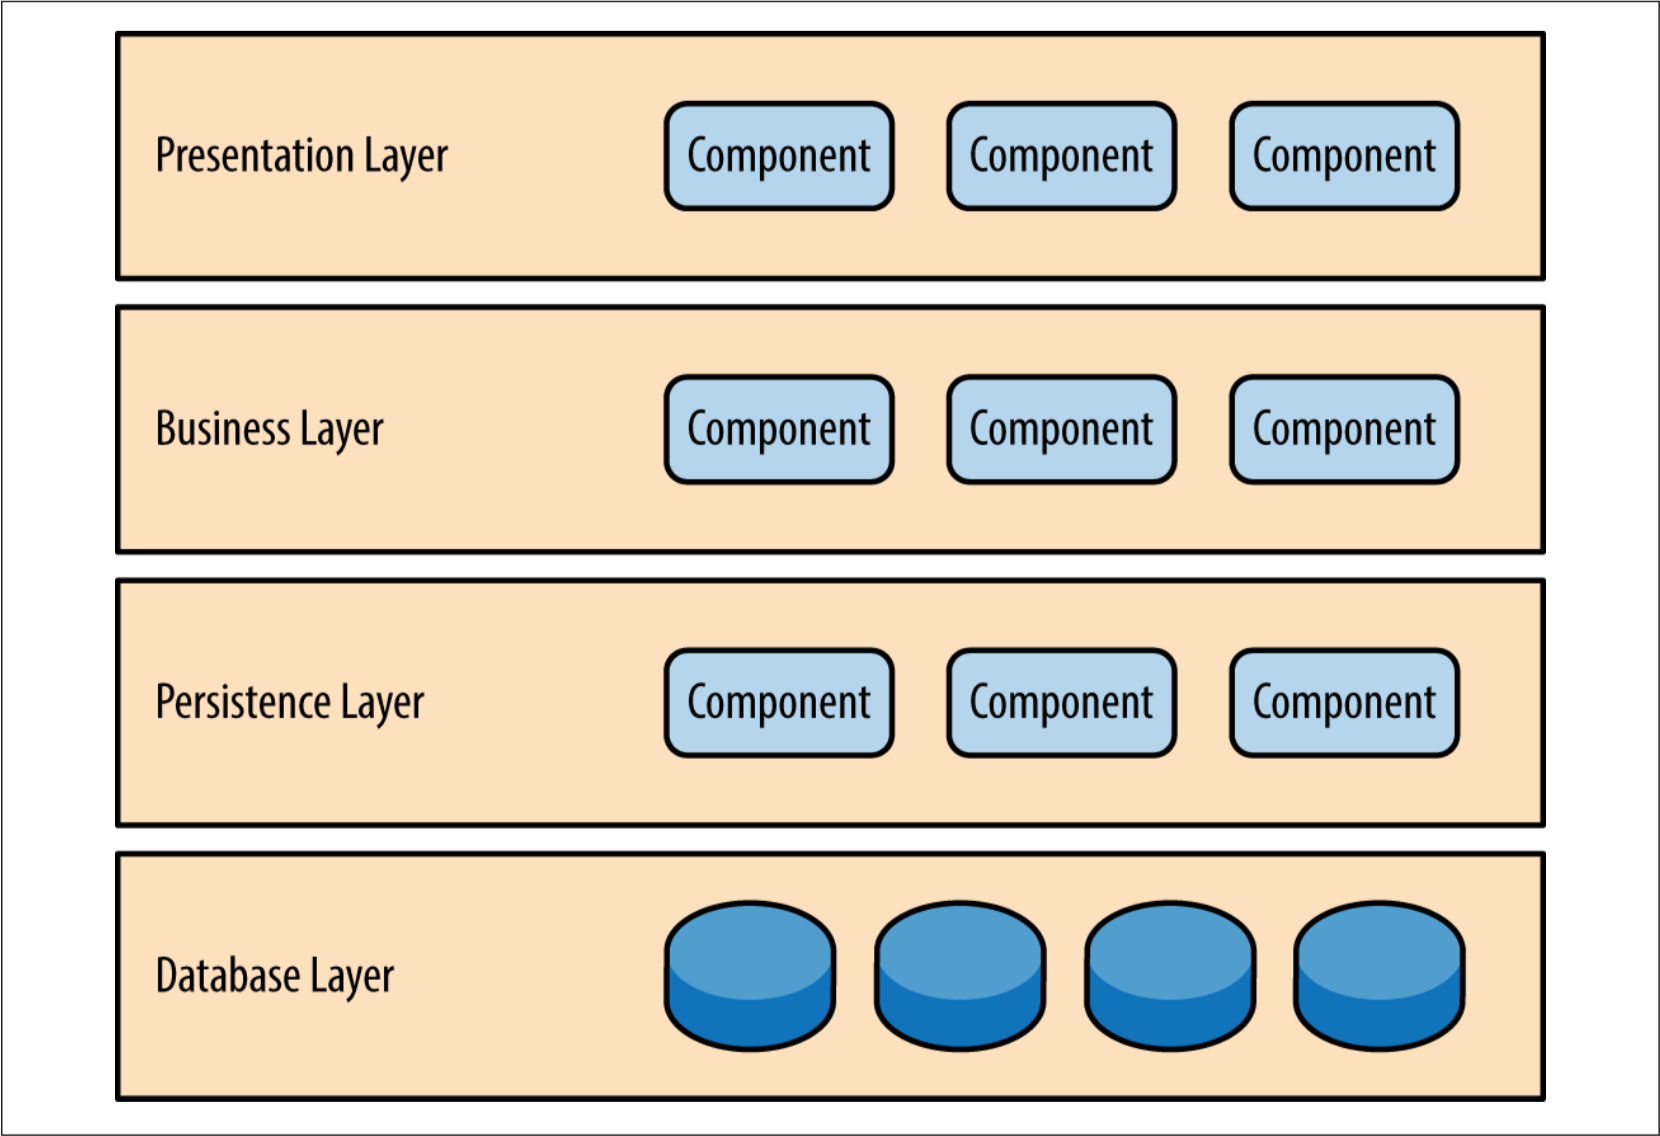 Presentation Layer Component Component Component
Business Layer Component Component Component
Persistence Layer Component Component Component
Database Layer